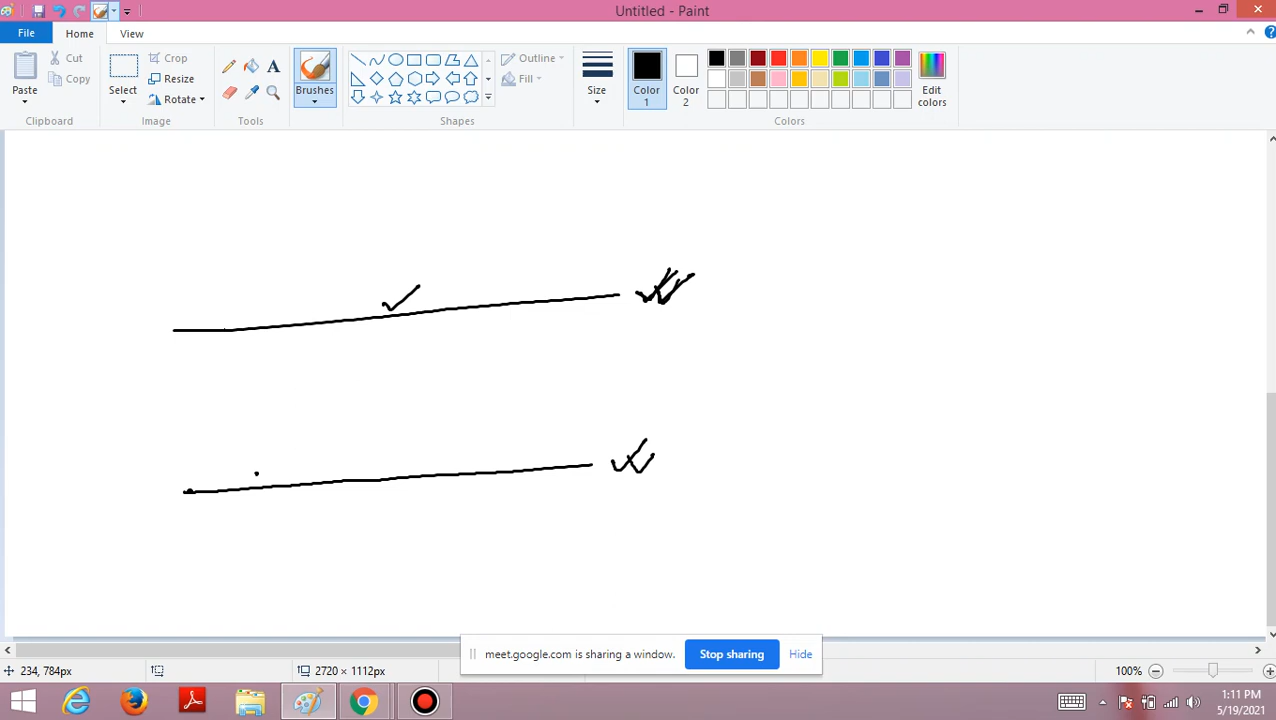 Untitled - Paint
File Home View
Paste
Cut
Copy
Clipboard
Select
Crop
Resize
Rotate
Image
Tools
Brushes
Outline
Fill
Shapes
Size
Color 1
Color 2
Edit colors
Colors
meet.google.com is sharing a window. Stop sharing Hide
234, 784px
2720 × 1112px
100%
1:11 PM
5/19/2021